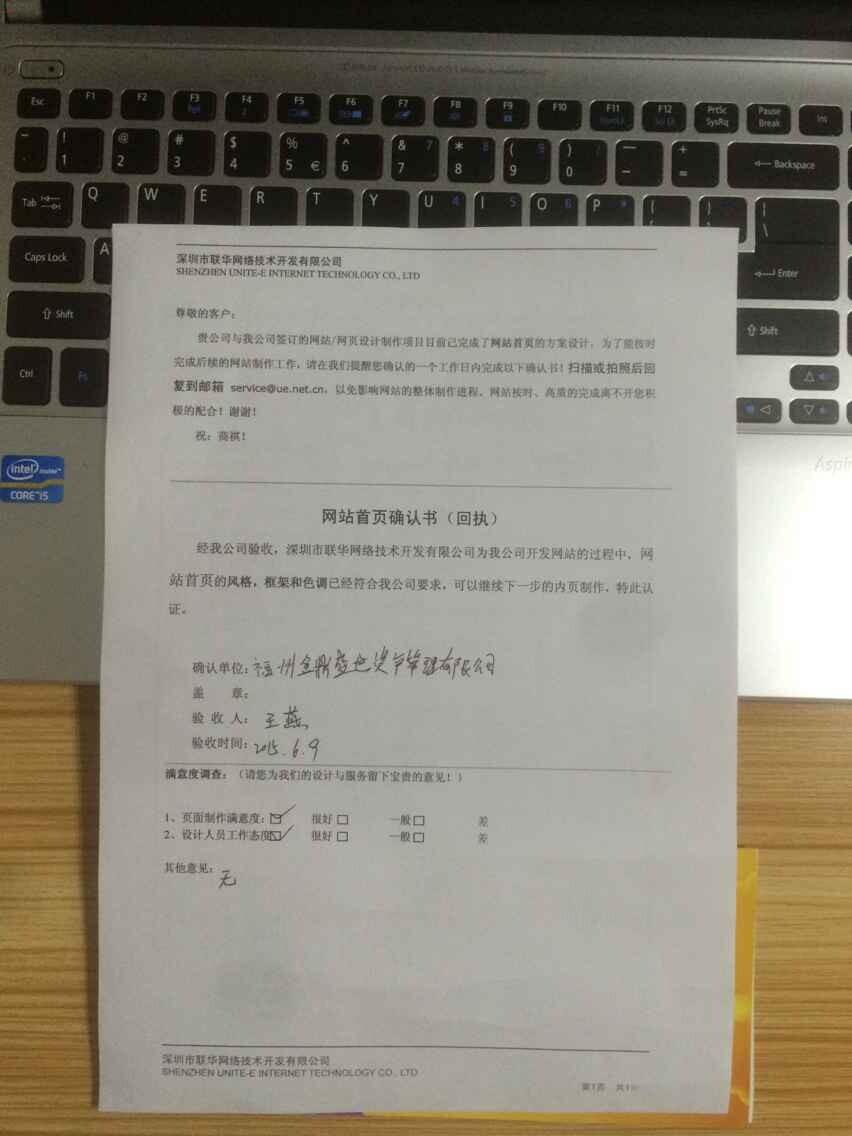 Esc F1 F2 F3 F4 F5 F6 F7 F8 F9 F10 F11 F12 PrtSc SysRq Pause Break Ins
! 1 @ 2 # 3 $ 4 % 5 € ^ 6 & 7 7 * 8 8 ( 9 9 ) 0 — - + = Backspace
Tab Q W E R T Y U 4 I 5 O 6 P * | \
Caps Lock A Enter
Shift Shift
Ctrl Fn
intel inside™
CORE™ i5
Aspir
深圳市联华网络技术开发有限公司
SHENZHEN UNITE-E INTERNET TECHNOLOGY CO., LTD
尊敬的客户：
贵公司与我公司签订的网站/网页设计制作项目目前已完成了网站首页的方案设计，为了能按时
完成后续的网站制作工作，请在我们提醒您确认的一个工作日内完成以下确认书！扫描或拍照后回
复到邮箱 service@ue.net.cn，以免影响网站的整体制作进程。网站按时、高质的完成离不开您积
极的配合！谢谢！
祝：商祺！
网站首页确认书（回执）
经我公司验收，深圳市联华网络技术开发有限公司为我公司开发网站的过程中，网
站首页的风格，框架和色调已经符合我公司要求，可以继续下一步的内页制作，特此认
证。
确认单位：福州金鼎 资产管理有限公司
盖 章：
验 收 人： 王燕
验收时间：2015.6.9
满意度调查：（请您为我们的设计与服务留下宝贵的意见！）
1、页面制作满意度：☑ 很好□ 一般□ 差
2、设计人员工作态度☑ 很好□ 一般□ 差
其他意见：无
深圳市联华网络技术开发有限公司
SHENZHEN UNITE-E INTERNET TECHNOLOGY CO., LTD
第1页 共1